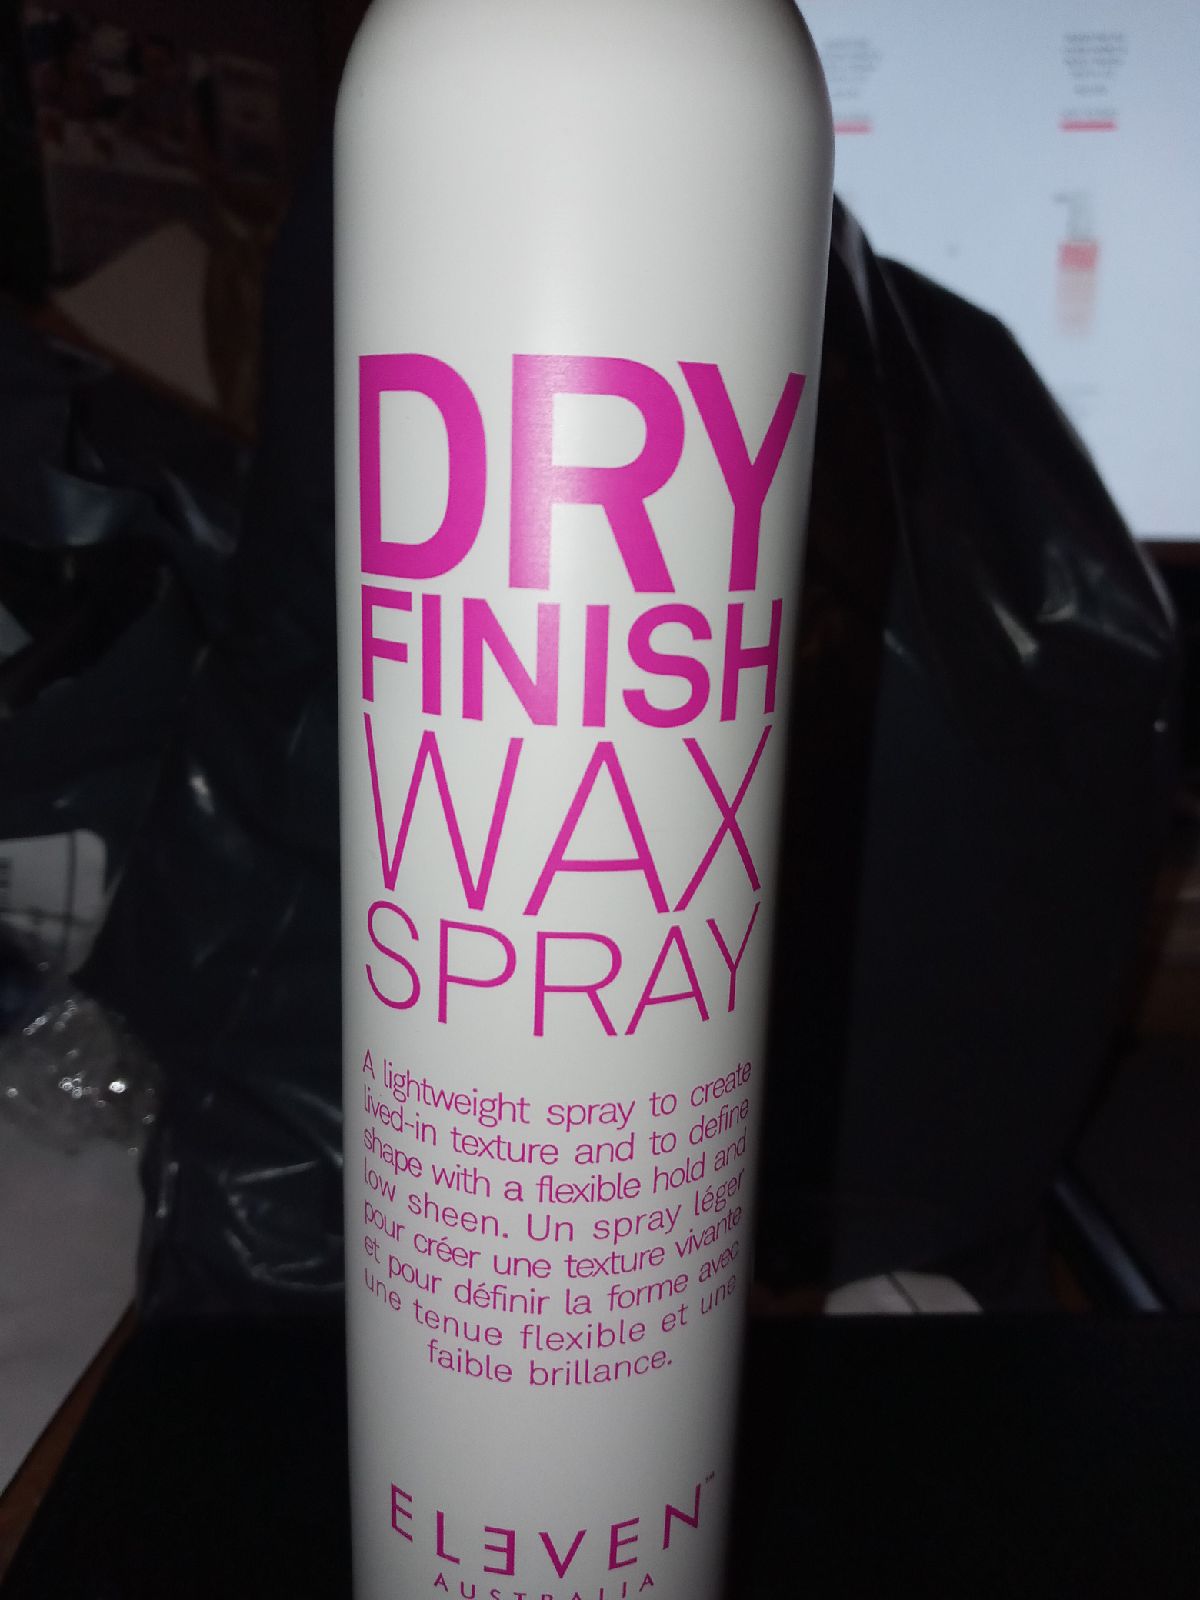 DRY
FINISH
WAX
SPRAY
A lightweight spray to create
lived-in texture and to define
shape with a flexible hold and
low sheen. Un spray léger
pour créer une texture vivante
et pour définir la forme avec
une tenue flexible et une
faible brillance.
ELEVEN™
AUSTRALIA